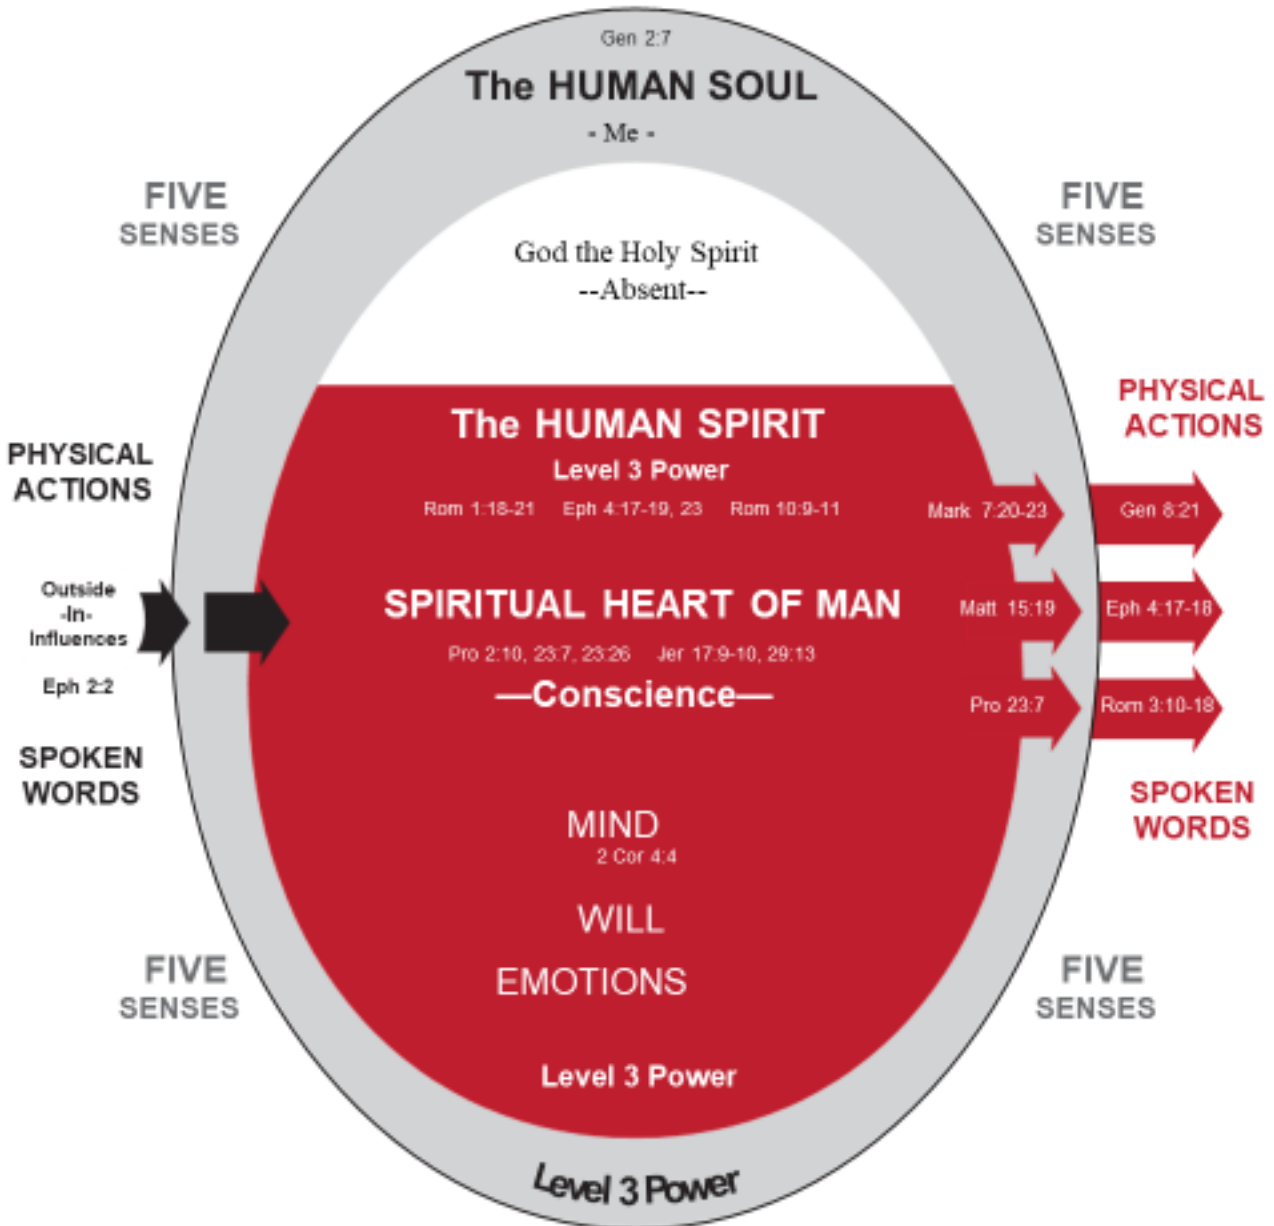 Gen 2:7
The HUMAN SOUL
- Me -
FIVE
SENSES
FIVE
SENSES
God the Holy Spirit
--Absent--
PHYSICAL
ACTIONS
Outside
-In-
Influences
Eph 2:2
SPOKEN
WORDS
The HUMAN SPIRIT
Level 3 Power
Rom 1:18-21 Eph 4:17-19, 23 Rom 10:9-11
SPIRITUAL HEART OF MAN
Pro 2:10, 23:7, 23:26 Jer 17:9-10, 29:13
—Conscience—
MIND
2 Cor 4:4
WILL
EMOTIONS
Level 3 Power
PHYSICAL
ACTIONS
Mark 7:20-23 Gen 8:21
Matt 15:19 Eph 4:17-18
Pro 23:7 Rom 3:10-18
SPOKEN
WORDS
FIVE
SENSES
FIVE
SENSES
Level 3 Power